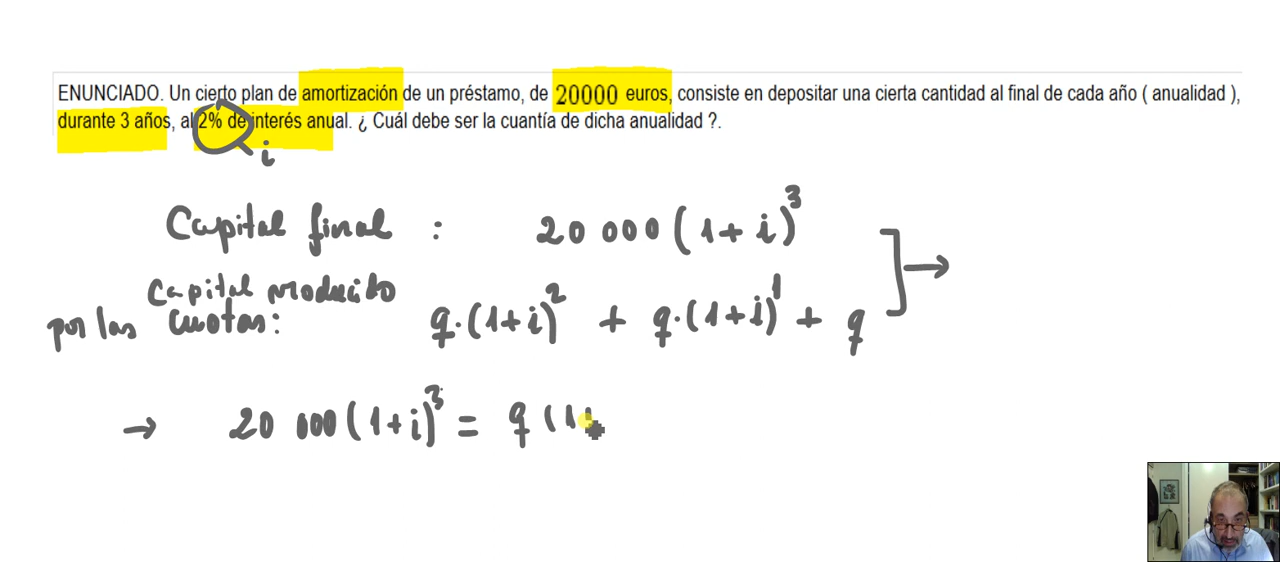 ENUNCIADO. Un cierto plan de amortización de un préstamo, de 20000 euros, consiste en depositar una cierta cantidad al final de cada año ( anualidad ),
durante 3 años, al 2% de interés anual. ¿ Cuál debe ser la cuantía de dicha anualidad ?.
i
Capital final : 20 000 (1+i)^3
Capital producido
por las cuotas: q·(1+i)^2 + q·(1+i)^1 + q
→
→ 20 000 (1+i)^3 = q (1+